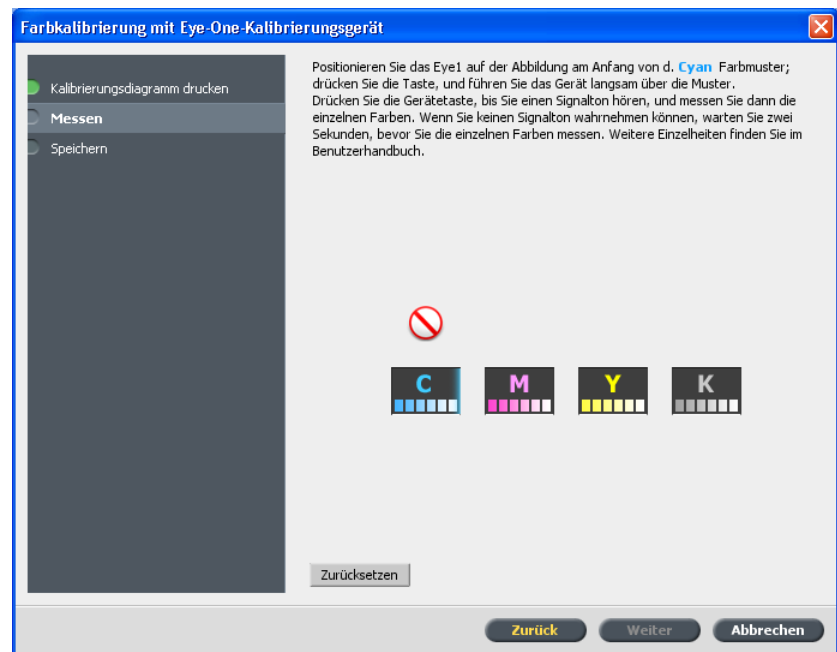 Farbkalibrierung mit Eye-One-Kalibrierungsgerät
Kalibrierungsdiagramm drucken
Messen
Speichern
Positionieren Sie das Eye1 auf der Abbildung am Anfang von d. Cyan Farbmuster;
drücken Sie die Taste, und führen Sie das Gerät langsam über die Muster.
Drücken Sie die Gerätetaste, bis Sie einen Signalton hören, und messen Sie dann die
einzelnen Farben. Wenn Sie keinen Signalton wahrnehmen können, warten Sie zwei
Sekunden, bevor Sie die einzelnen Farben messen. Weitere Einzelheiten finden Sie im
Benutzerhandbuch.
C M Y K
Zurücksetzen
Zurück Weiter Abbrechen